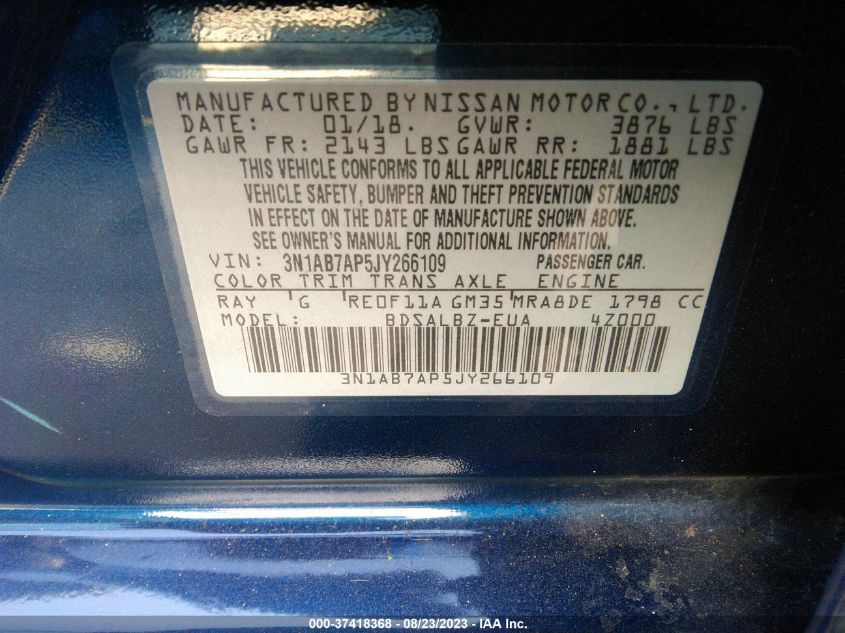 MANUFACTURED BY NISSAN MOTOR CO., LTD.
DATE: 01/18. GVWR: 3876 LBS
GAWR FR: 2143 LBS GAWR RR: 1881 LBS
THIS VEHICLE CONFORMS TO ALL APPLICABLE FEDERAL MOTOR
VEHICLE SAFETY, BUMPER AND THEFT PREVENTION STANDARDS
IN EFFECT ON THE DATE OF MANUFACTURE SHOWN ABOVE.
SEE OWNER'S MANUAL FOR ADDITIONAL INFORMATION.
VIN: 3N1AB7AP5JY266109 PASSENGER CAR.
COLOR TRIM TRANS AXLE ENGINE
RAY G RE0F11A GM35 MRA8DE 1798 CC
MODEL: BDSALBZ-EUA 4Z000
3N1AB7AP5JY266109
000-37418368 - 08/23/2023 - IAA Inc.